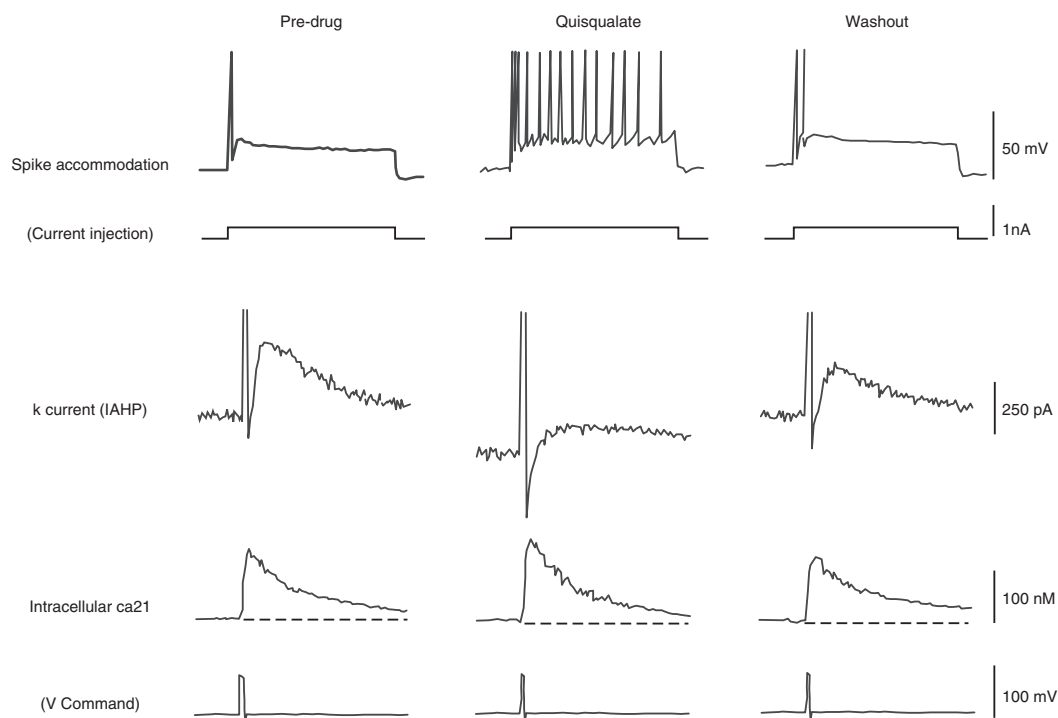 Pre-drug
Quisqualate
Washout
Spike accommodation
50 mV
(Current injection)
1nA
k current (IAHP)
250 pA
Intracellular ca21
100 nM
(V Command)
100 mV